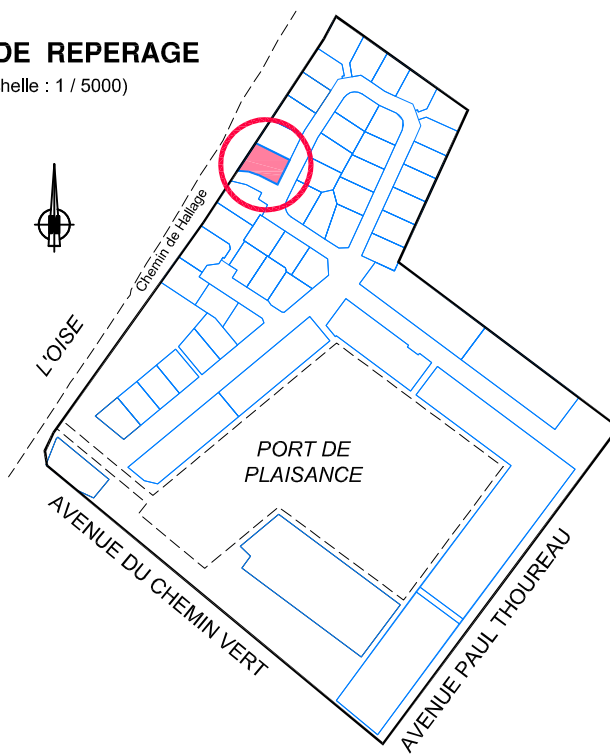 DE REPERAGE
helle : 1 / 5000)
Chemin de Hallage
L'OISE
PORT DE
PLAISANCE
AVENUE DU CHEMIN VERT
AVENUE PAUL THOUREAU